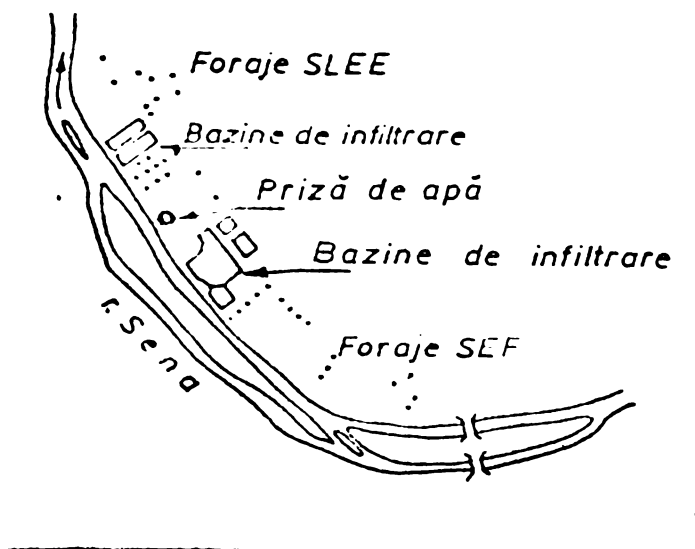 Foraje SLEE
Bazine de infiltrare
Priză de apă
Bazine de infiltrare
r. Sena
Foraje SEF